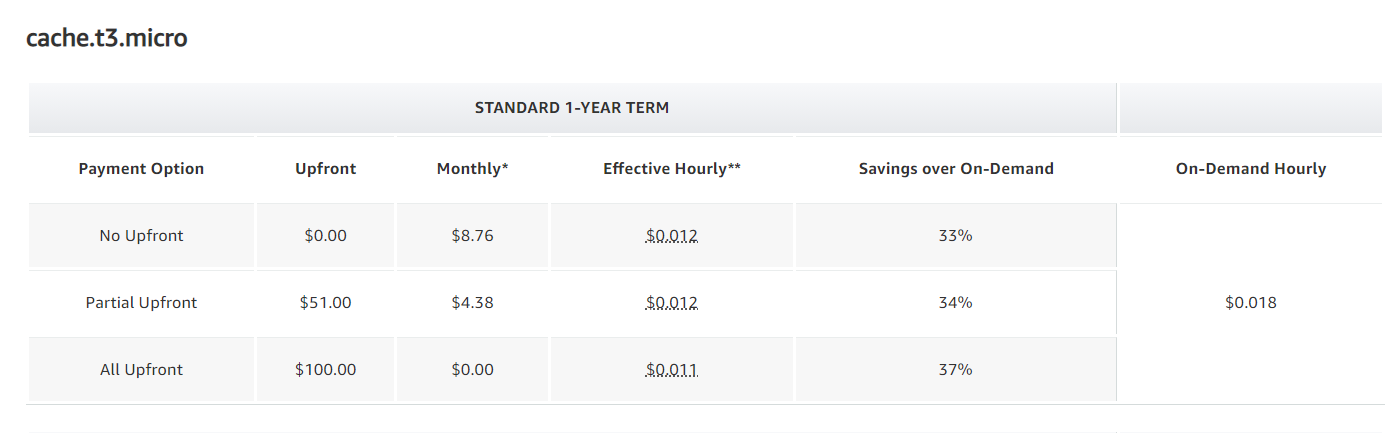 cache.t3.micro
STANDARD 1-YEAR TERM
Payment Option Upfront Monthly* Effective Hourly** Savings over On-Demand On-Demand Hourly
No Upfront $0.00 $8.76 $0.012 33%
Partial Upfront $51.00 $4.38 $0.012 34% $0.018
All Upfront $100.00 $0.00 $0.011 37%